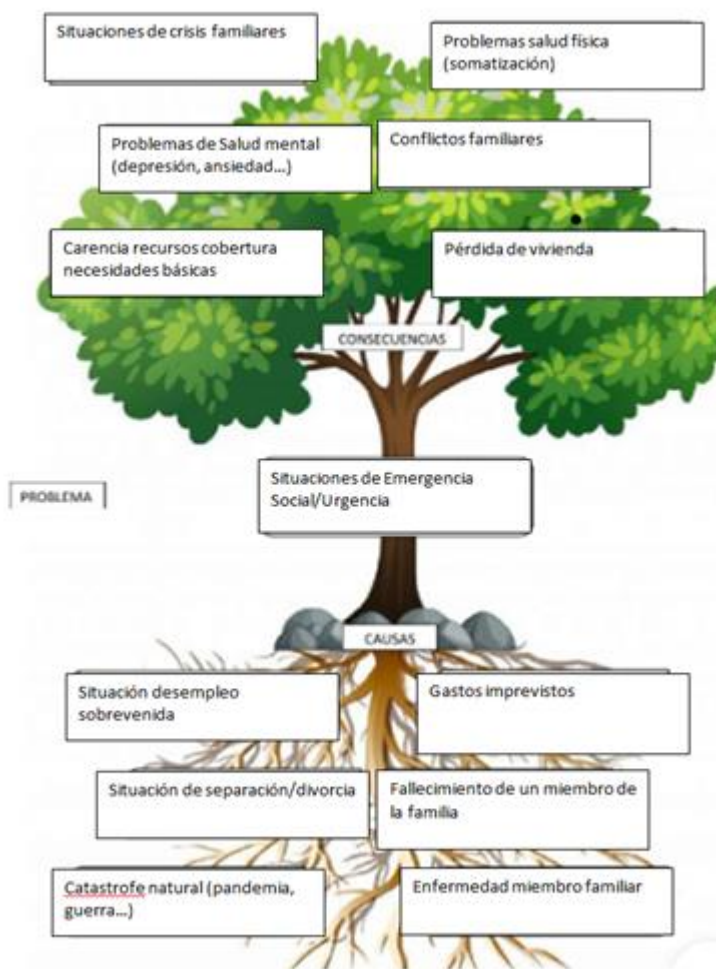 Situaciones de crisis familiares
Problemas salud física
(somatización)
Problemas de Salud mental
(depresión, ansiedad...)
Conflictos familiares
Carencia recursos cobertura
necesidades básicas
Pérdida de vivienda
CONSECUENCIAS
Situaciones de Emergencia
Social/Urgencia
PROBLEMA
CAUSAS
Situación desempleo
sobrevenida
Gastos imprevistos
Situación de separación/divorcia
Fallecimiento de un miembro de
la familia
Catastrofe natural (pandemia,
guerra...)
Enfermedad miembro familiar